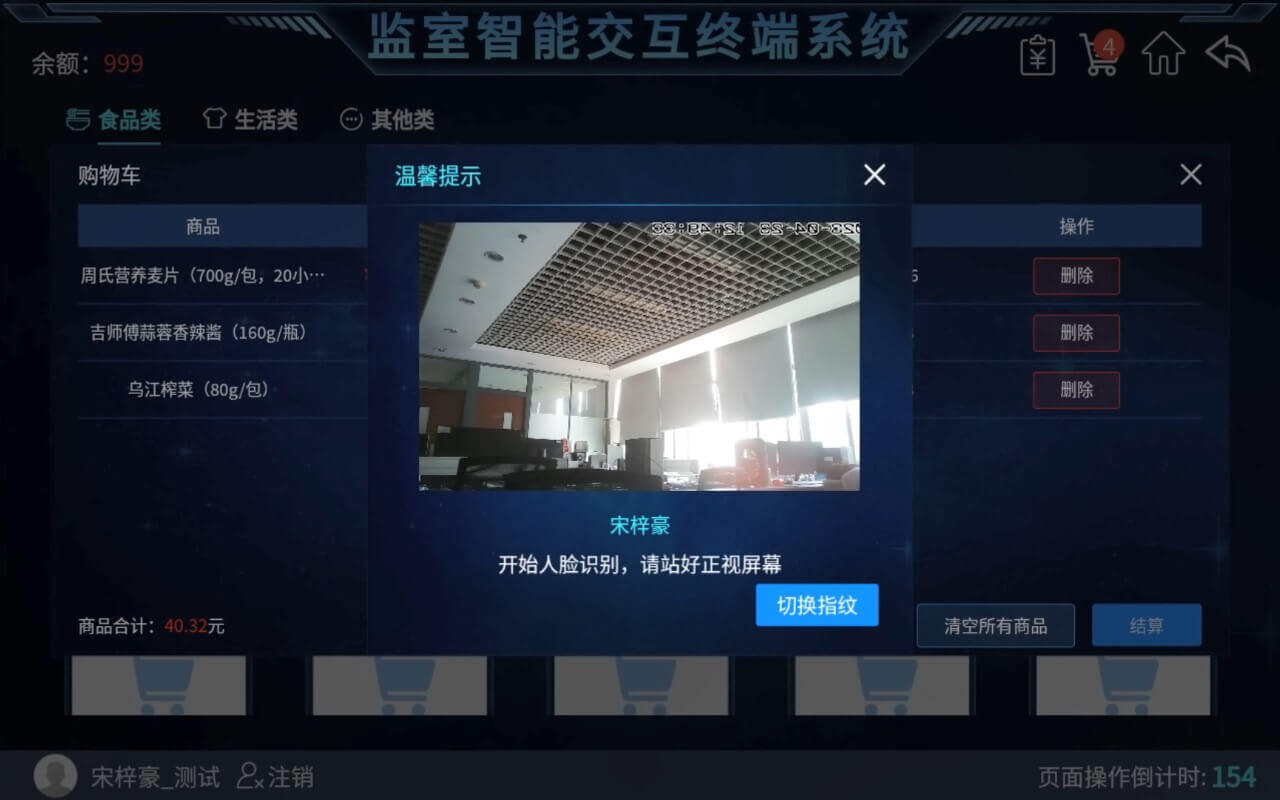 监室智能交互终端系统
余额：999
4
食品类 生活类 其他类
购物车
温馨提示
商品
操作
周氏营养麦片（700g/包，20小…
删除
吉师傅蒜蓉香辣酱（160g/瓶）
删除
乌江榨菜（80g/包）
删除
宋梓豪
开始人脸识别，请站好正视屏幕
切换指纹
商品合计：40.32元
清空所有商品
结算
宋梓豪_测试 注销
页面操作倒计时: 154